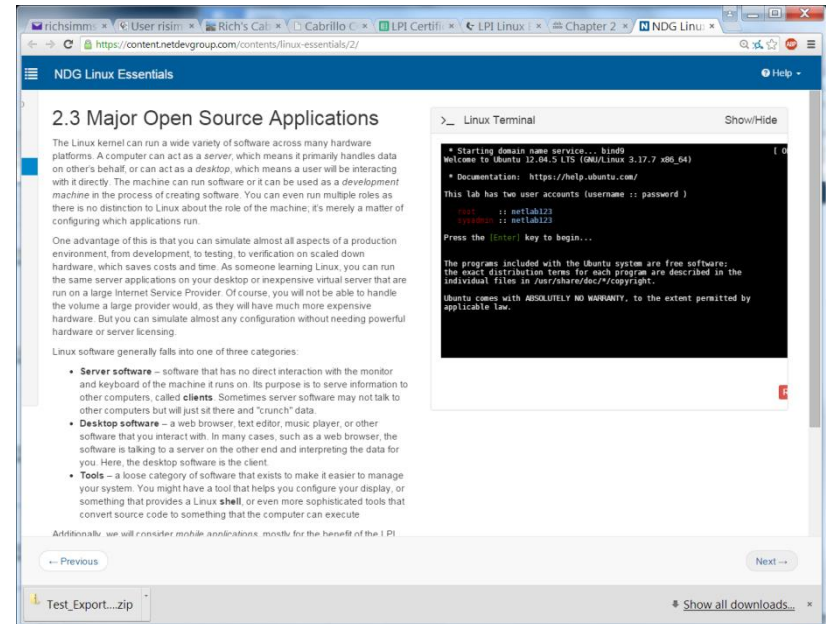 richsimms
User risim
Rich's Cab
Cabrillo C
LPI Certifi
LPI Linux
Chapter 2
NDG Linu
https://content.netdevgroup.com/contents/linux-essentials/2/
NDG Linux Essentials
Help
2.3 Major Open Source Applications
The Linux kernel can run a wide variety of software across many hardware
platforms. A computer can act as a server, which means it primarily handles data
on other's behalf, or can act as a desktop, which means a user will be interacting
with it directly. The machine can run software or it can be used as a development
machine in the process of creating software. You can even run multiple roles as
there is no distinction to Linux about the role of the machine; it's merely a matter of
configuring which applications run.
One advantage of this is that you can simulate almost all aspects of a production
environment, from development, to testing, to verification on scaled down
hardware, which saves costs and time. As someone learning Linux, you can run
the same server applications on your desktop or inexpensive virtual server that are
run on a large Internet Service Provider. Of course, you will not be able to handle
the volume a large provider would, as they will have much more expensive
hardware. But you can simulate almost any configuration without needing powerful
hardware or server licensing.
Linux software generally falls into one of three categories:
• Server software – software that has no direct interaction with the monitor
and keyboard of the machine it runs on. Its purpose is to serve information to
other computers, called clients. Sometimes server software may not talk to
other computers but will just sit there and "crunch" data.
• Desktop software – a web browser, text editor, music player, or other
software that you interact with. In many cases, such as a web browser, the
software is talking to a server on the other end and interpreting the data for
you. Here, the desktop software is the client.
• Tools – a loose category of software that exists to make it easier to manage
your system. You might have a tool that helps you configure your display, or
something that provides a Linux shell, or even more sophisticated tools that
convert source code to something that the computer can execute
Additionally, we will consider mobile applications, mostly for the benefit of the LPI
>_ Linux Terminal
Show/Hide
* Starting domain name service... bind9 [ O
Welcome to Ubuntu 12.04.5 LTS (GNU/Linux 3.17.7 x86_64)
* Documentation: https://help.ubuntu.com/
This lab has two user accounts (username :: password )
:: netlab123
sysadmin :: netlab123
Press the [Enter] key to begin...
The programs included with the Ubuntu system are free software;
the exact distribution terms for each program are described in the
individual files in /usr/share/doc/*/copyright.
Ubuntu comes with ABSOLUTELY NO WARRANTY, to the extent permitted by
applicable law.
← Previous
Next →
Test_Export....zip
Show all downloads...